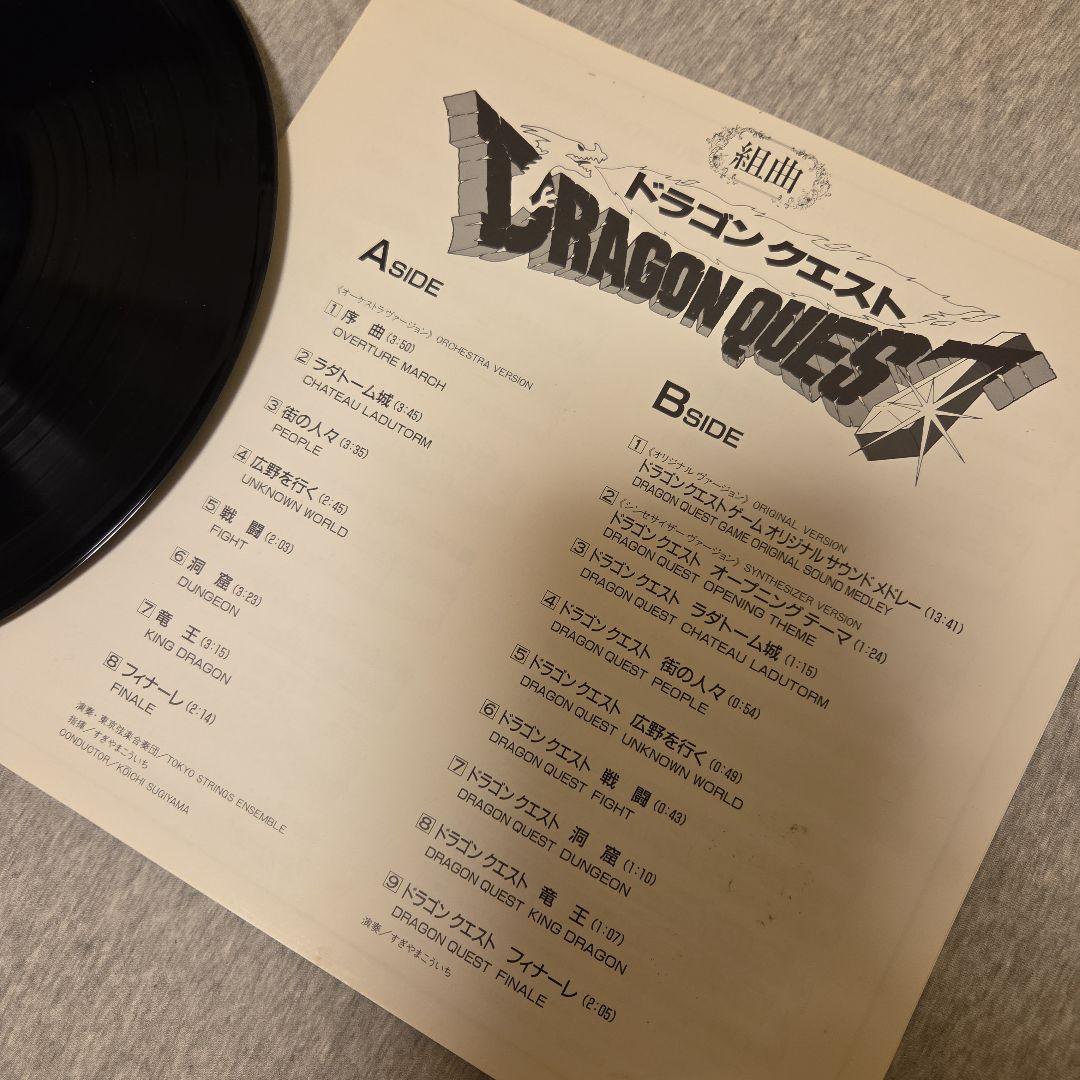 組曲
ドラゴン クエスト
DRAGON QUEST
A SIDE
《オーケストラ ヴァージョン》 ORCHESTRA VERSION
1 序 曲 (3:50)
OVERTURE MARCH
2 ラダトーム城 (3:45)
CHATEAU LADUTORM
3 街の人々 (3:35)
PEOPLE
4 広野を行く (2:45)
UNKNOWN WORLD
5 戦 闘 (2:03)
FIGHT
6 洞 窟 (3:23)
DUNGEON
7 竜 王 (3:15)
KING DRAGON
8 フィナーレ (2:14)
FINALE
演奏・東京弦楽合奏団／TOKYO STRINGS ENSEMBLE
指揮／すぎやまこういち
CONDUCTOR／KOICHI SUGIYAMA
B SIDE
《オリジナル ヴァージョン》 ORIGINAL VERSION
1 ドラゴンクエストゲーム オリジナル サウンド メドレー (13:41)
DRAGON QUEST GAME ORIGINAL SOUND MEDLEY
《シンセサイザー ヴァージョン》 SYNTHESIZER VERSION
2 ドラゴン クエスト オープニング テーマ (1:24)
DRAGON QUEST OPENING THEME
3 ドラゴン クエスト ラダトーム城 (1:15)
DRAGON QUEST CHATEAU LADUTORM
4 ドラゴン クエスト 街の人々 (0:54)
DRAGON QUEST PEOPLE
5 ドラゴン クエスト 広野を行く (0:49)
DRAGON QUEST UNKNOWN WORLD
6 ドラゴン クエスト 戦 闘 (0:43)
DRAGON QUEST FIGHT
7 ドラゴン クエスト 洞 窟 (1:10)
DRAGON QUEST DUNGEON
8 ドラゴン クエスト 竜 王 (1:07)
DRAGON QUEST KING DRAGON
9 ドラゴン クエスト フィナーレ (2:05)
DRAGON QUEST FINALE
演奏／すぎやまこういち